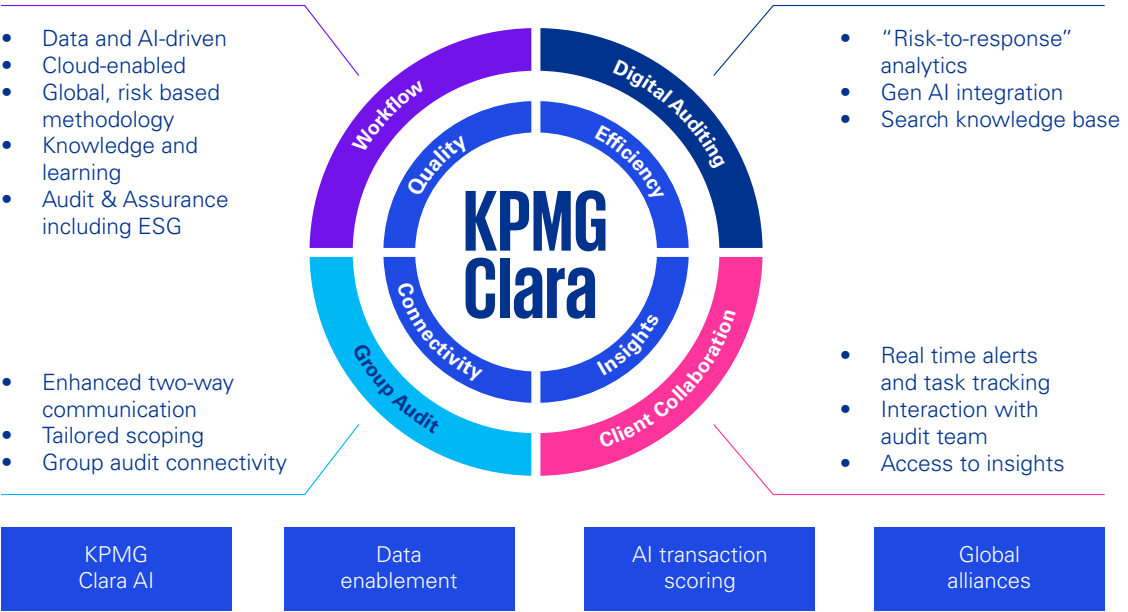 • Data and AI-driven
• Cloud-enabled
• Global, risk based
methodology
• Knowledge and
learning
• Audit & Assurance
including ESG
• “Risk-to-response”
analytics
• Gen AI integration
• Search knowledge base
Workflow
Digital Auditing
Quality
Efficiency
KPMG
Clara
Connectivity
Insights
Group Audit
Client Collaboration
• Enhanced two-way
communication
• Tailored scoping
• Group audit connectivity
• Real time alerts
and task tracking
• Interaction with
audit team
• Access to insights
KPMG
Clara AI
Data
enablement
AI transaction
scoring
Global
alliances